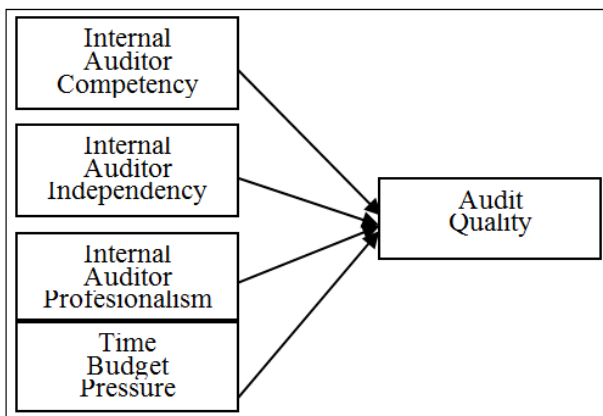 Internal
Auditor
Competency
Internal
Auditor
Independency
Internal
Auditor
Profesionalism
Time
Budget
Pressure
Audit
Quality